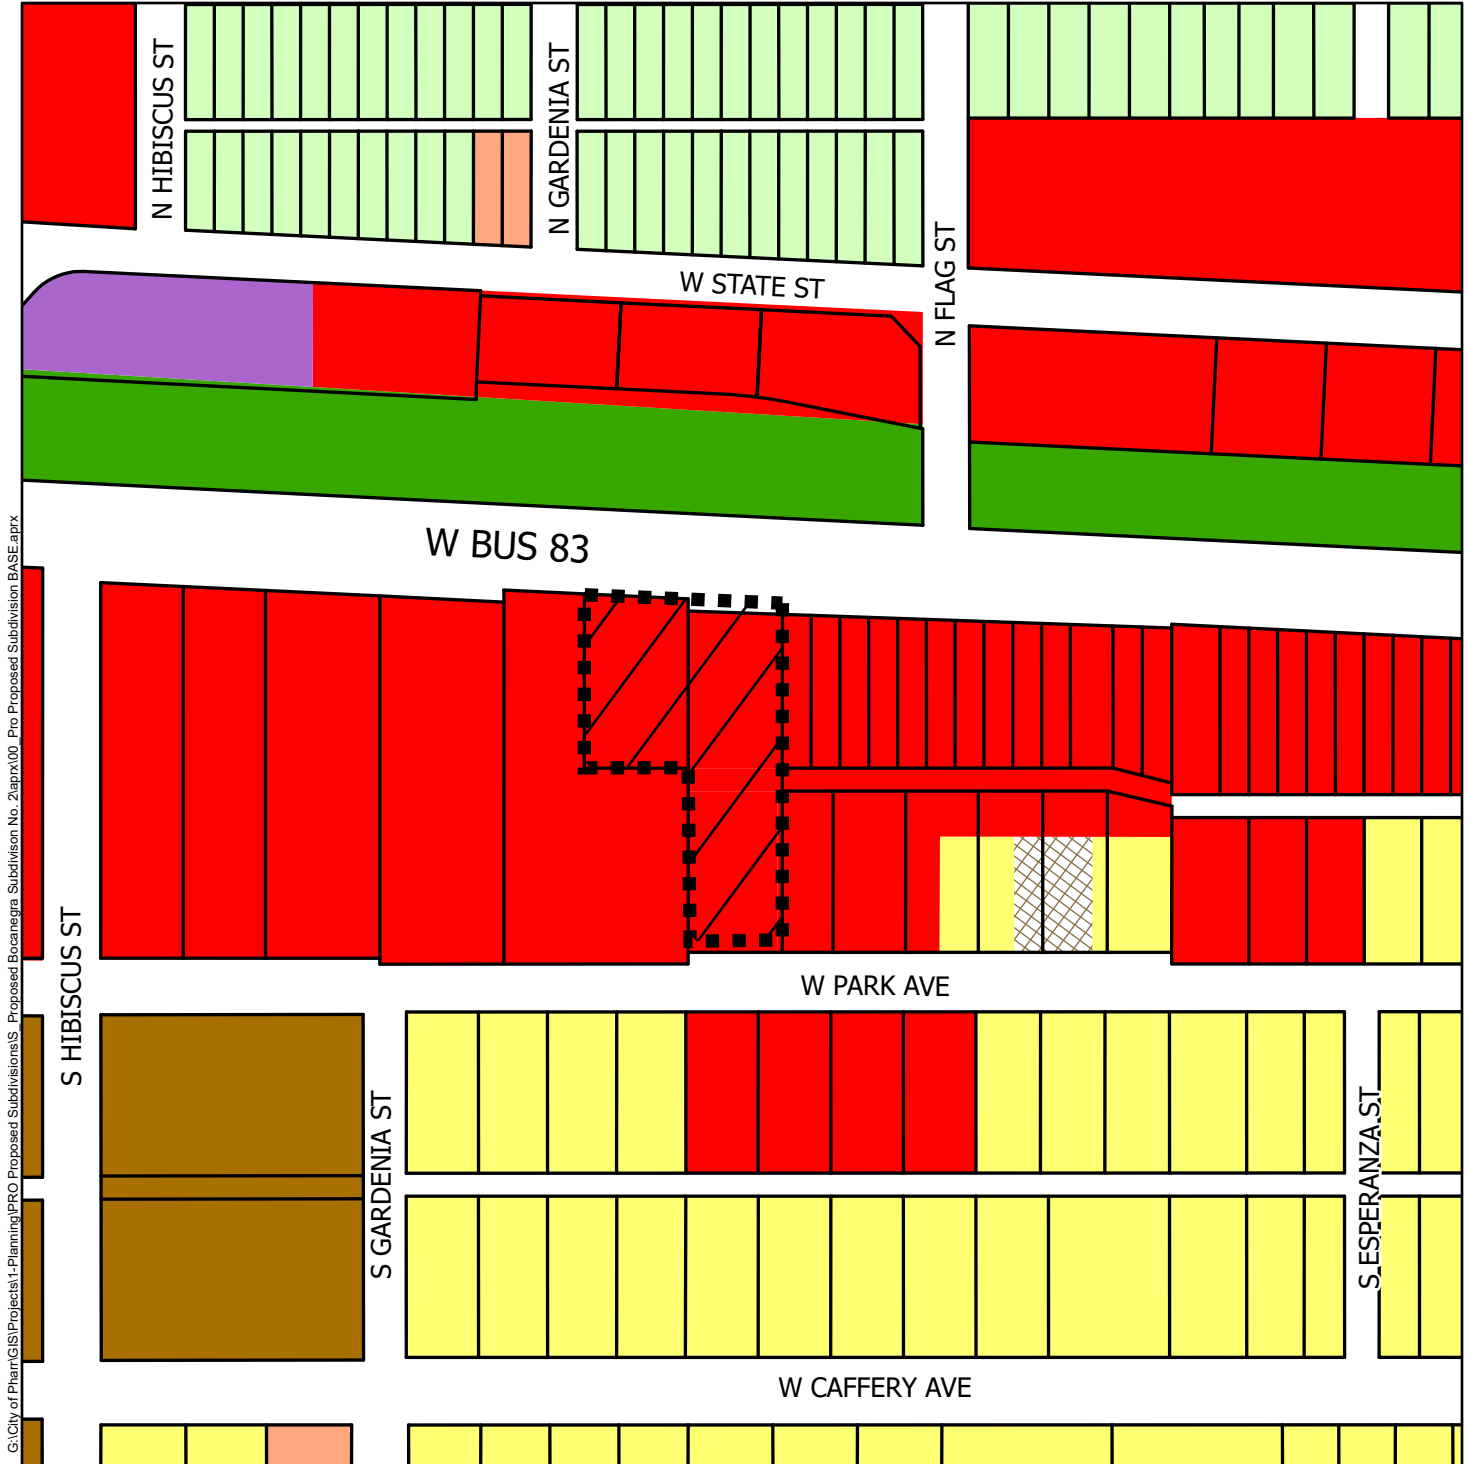 N HIBISCUS ST
N GARDENIA ST
N FLAG ST
W STATE ST
W BUS 83
G:\City of Pharr\GIS\Projects\1-Planning\PRO Proposed Subdivisions\S_Proposed Bocanegra Subdivison No. 2\aprx\00_Pro Proposed Subdivision BASE.aprx
S HIBISCUS ST
W PARK AVE
S GARDENIA ST
S ESPERANZA ST
W CAFFERY AVE